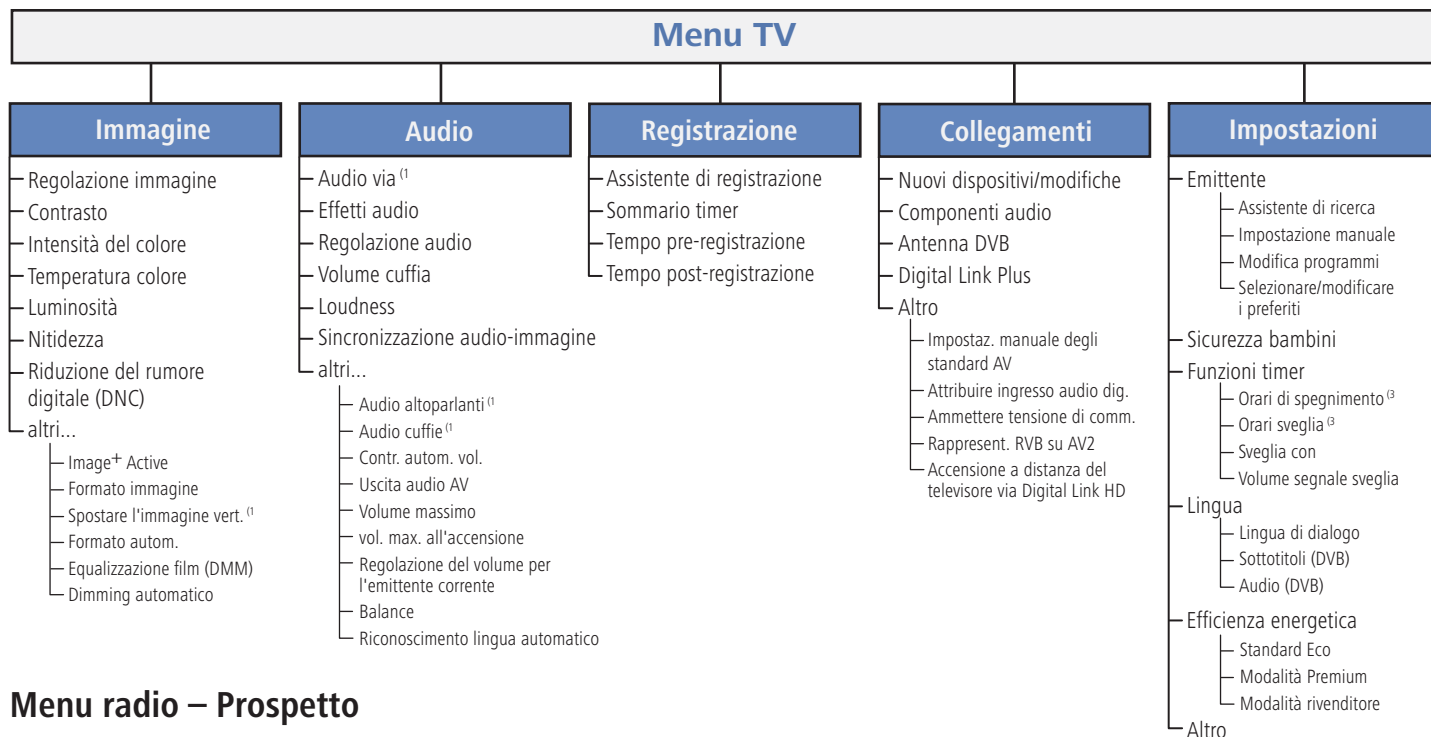 Menu TV
Immagine
Regolazione immagine
Contrasto
Intensità del colore
Temperatura colore
Luminosità
Nitidezza
Riduzione del rumore
digitale (DNC)
altri...
Image+ Active
Formato immagine
Spostare l'immagine vert. (1
Formato autom.
Equalizzazione film (DMM)
Dimming automatico
Audio
Audio via (1
Effetti audio
Regolazione audio
Volume cuffia
Loudness
Sincronizzazione audio-immagine
altri...
Audio altoparlanti (1
Audio cuffie (1
Contr. autom. vol.
Uscita audio AV
Volume massimo
vol. max. all'accensione
Regolazione del volume per
l'emittente corrente
Balance
Riconoscimento lingua automatico
Registrazione
Assistente di registrazione
Sommario timer
Tempo pre-registrazione
Tempo post-registrazione
Collegamenti
Nuovi dispositivi/modifiche
Componenti audio
Antenna DVB
Digital Link Plus
Altro
Impostaz. manuale degli
standard AV
Attribuire ingresso audio dig.
Ammettere tensione di comm.
Rappresent. RVB su AV2
Accensione a distanza del
televisore via Digital Link HD
Impostazioni
Emittente
Assistente di ricerca
Impostazione manuale
Modifica programmi
Selezionare/modificare
i preferiti
Sicurezza bambini
Funzioni timer
Orari di spegnimento (3
Orari sveglia (3
Sveglia con
Volume segnale sveglia
Lingua
Lingua di dialogo
Sottotitoli (DVB)
Audio (DVB)
Efficienza energetica
Standard Eco
Modalità Premium
Modalità rivenditore
Altro
Menu radio – Prospetto